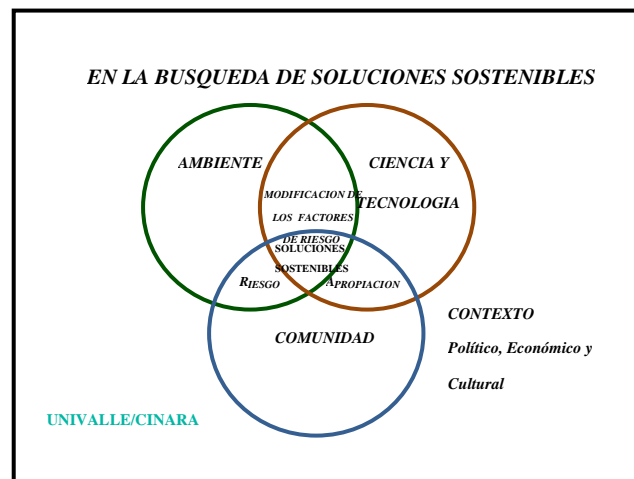 EN LA BUSQUEDA DE SOLUCIONES SOSTENIBLES
AMBIENTE
CIENCIA Y
TECNOLOGIA
MODIFICACION DE
LOS FACTORES
DE RIESGO
SOLUCIONES
SOSTENIBLES
RIESGO
APROPIACION
COMUNIDAD
CONTEXTO
Político, Económico y
Cultural
UNIVALLE/CINARA